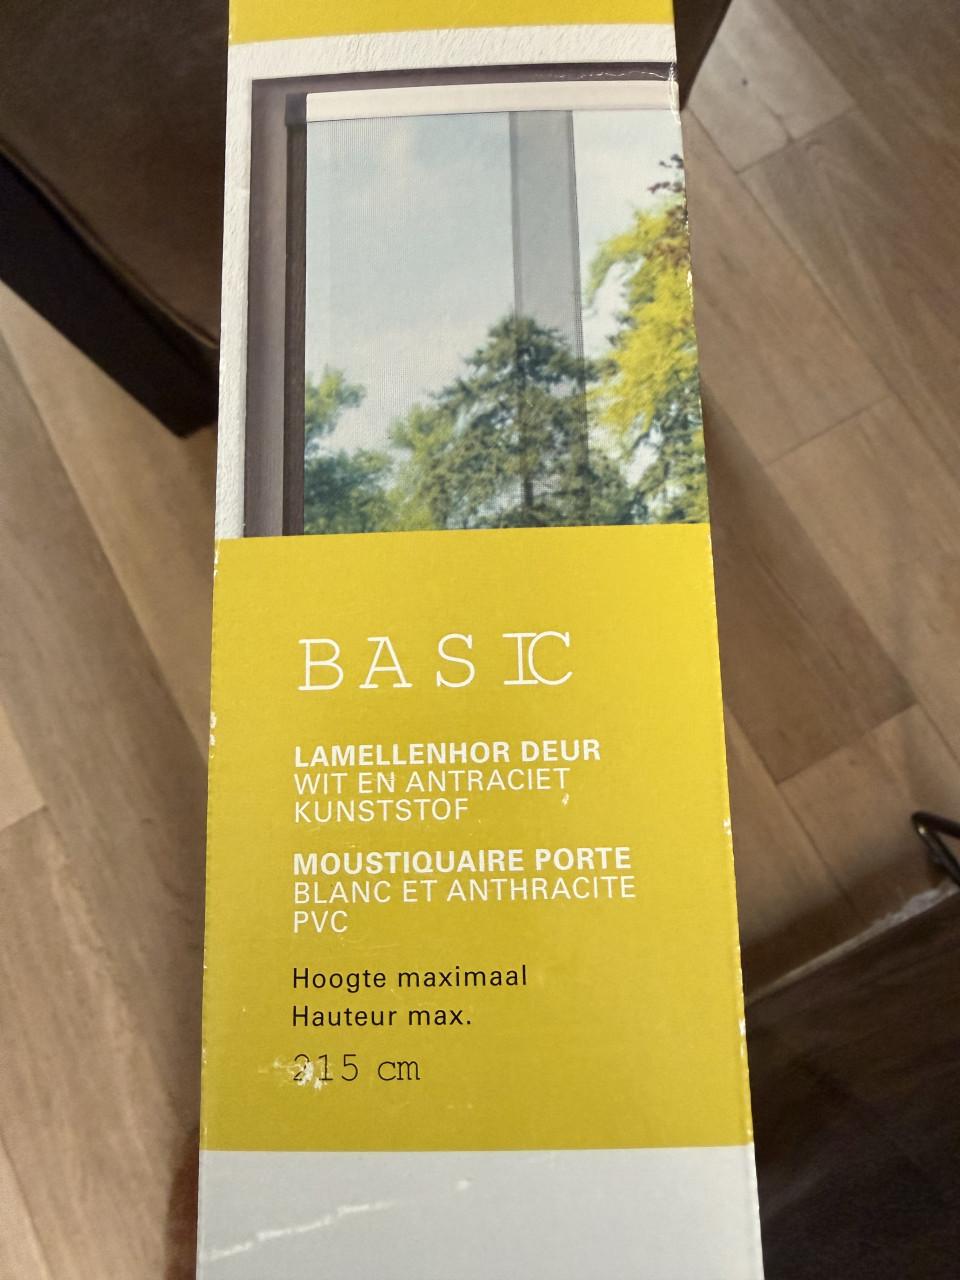 BASIC
LAMELLENHOR DEUR
WIT EN ANTRACIET
KUNSTSTOF
MOUSTIQUAIRE PORTE
BLANC ET ANTHRACITE
PVC
Hoogte maximaal
Hauteur max.
215 cm